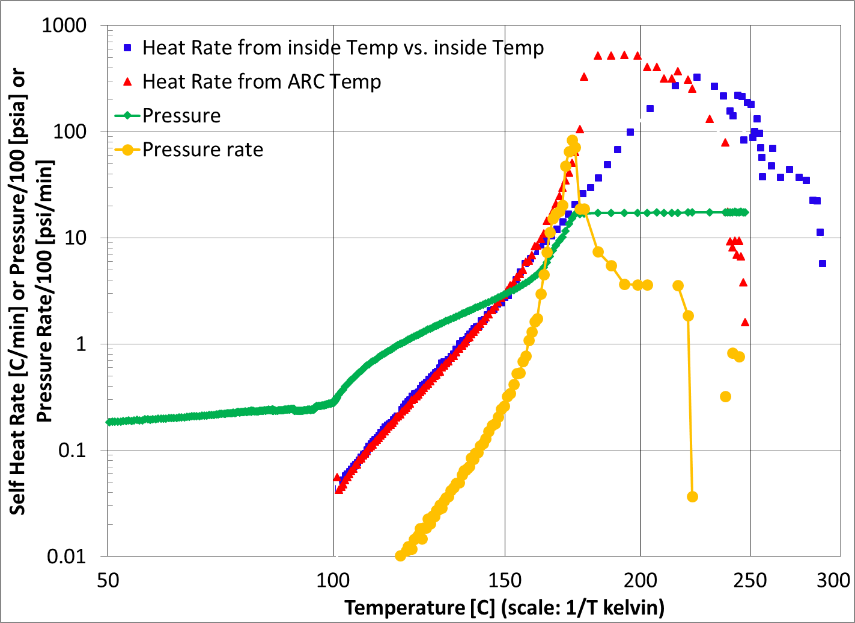 Self Heat Rate [C/min] or Pressure/100 [psia] or
Pressure Rate/100 [psi/min]
1000
100
10
1
0.1
0.01
Heat Rate from inside Temp vs. inside Temp
Heat Rate from ARC Temp
Pressure
Pressure rate
50 100 150 200 250 300
Temperature [C] (scale: 1/T kelvin)